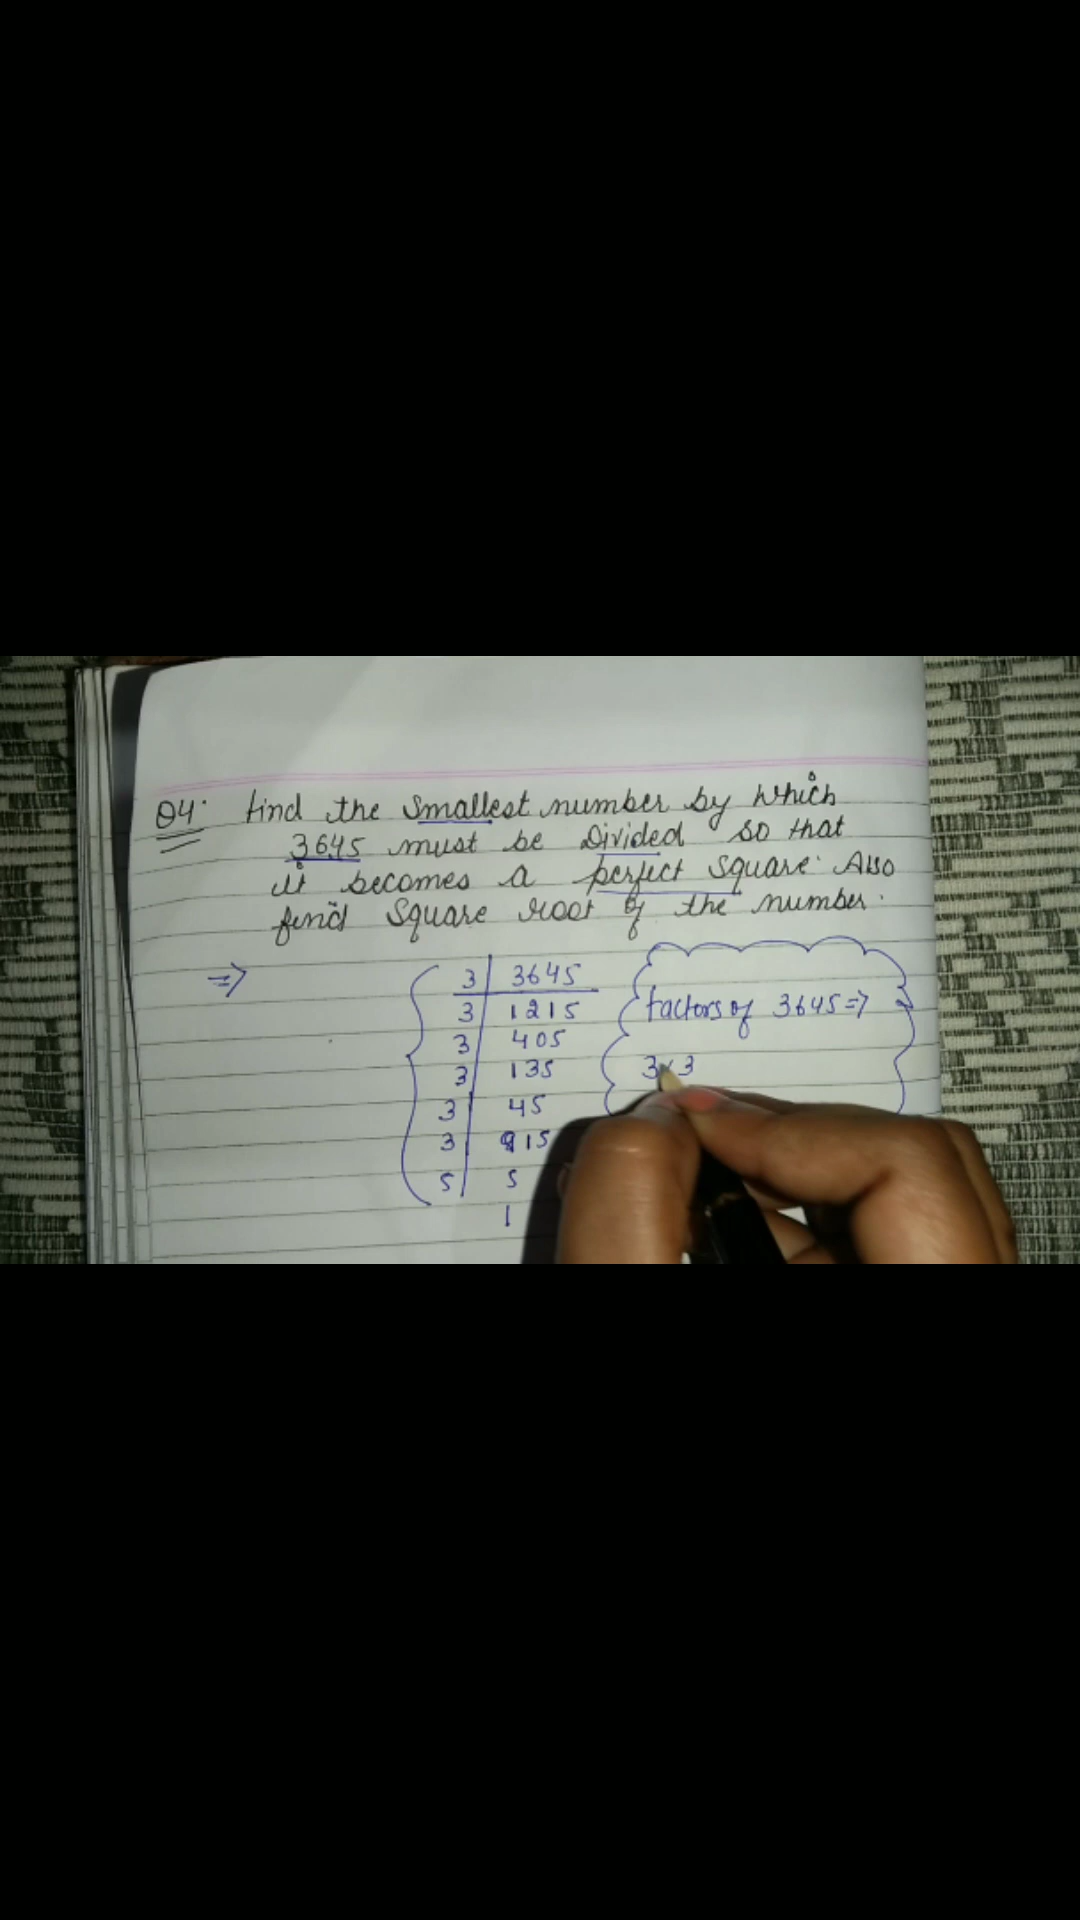 Q4. find the smallest number by which
3645 must be Divided so that
it becomes a perfect square. Also
find square root of the number.
=>
3 | 3645
3 | 1215
3 | 405
3 | 135
3 | 45
3 | 15
5 | 5
1
factors of 3645 =>
3×3